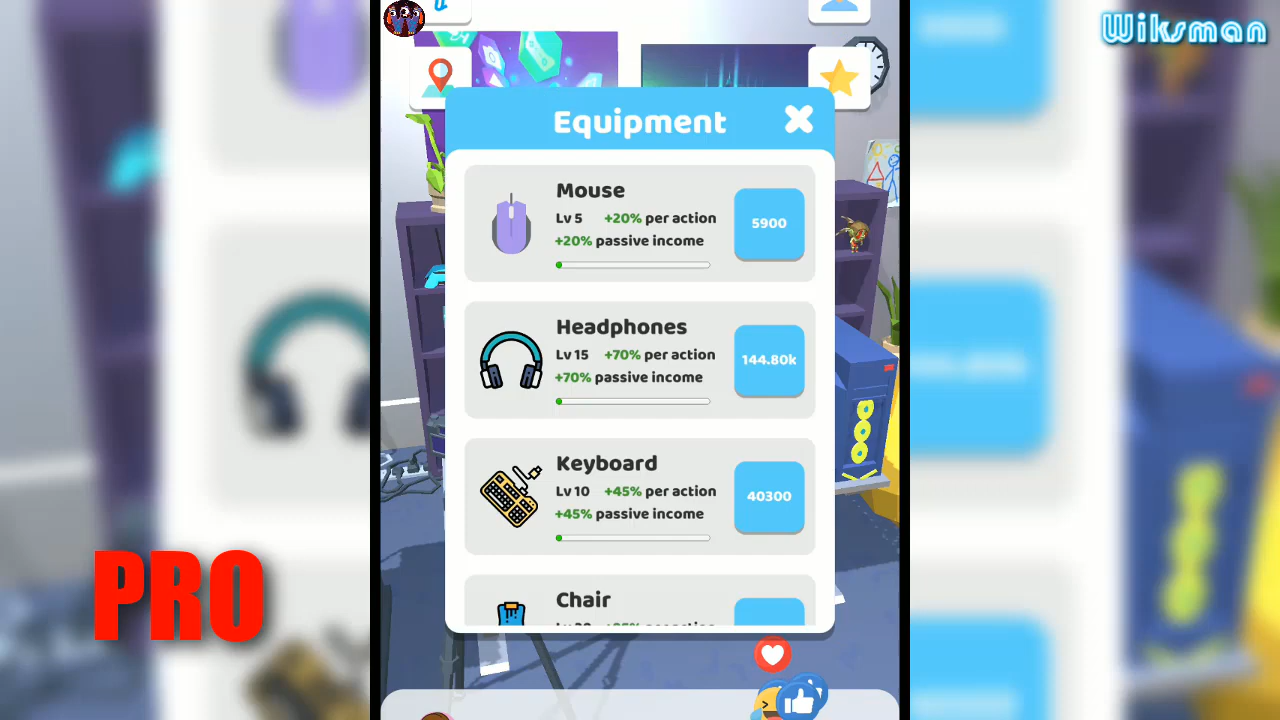 Wiksman
Equipment
Mouse
Lv 5 +20% per action
+20% passive income
5900
Headphones
Lv 15 +70% per action
+70% passive income
144.80k
Keyboard
Lv 10 +45% per action
+45% passive income
40300
Chair
PRO